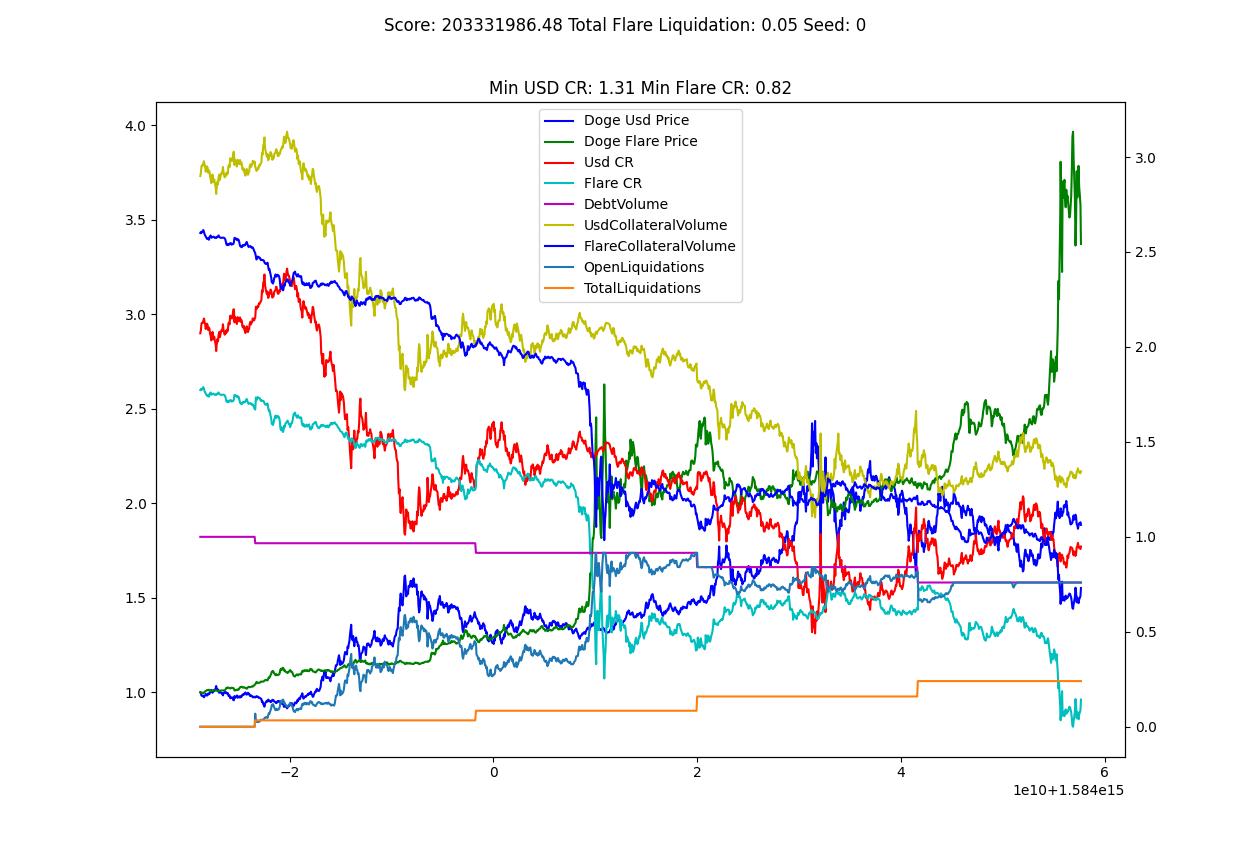 Score: 203331986.48 Total Flare Liquidation: 0.05 Seed: 0
Min USD CR: 1.31 Min Flare CR: 0.82
Doge Usd Price
Doge Flare Price
Usd CR
Flare CR
DebtVolume
UsdCollateralVolume
FlareCollateralVolume
OpenLiquidations
TotalLiquidations
4.0
3.5
3.0
2.5
2.0
1.5
1.0
3.0
2.5
2.0
1.5
1.0
0.5
0.0
−2 0 2 4 6
1e10+1.584e15